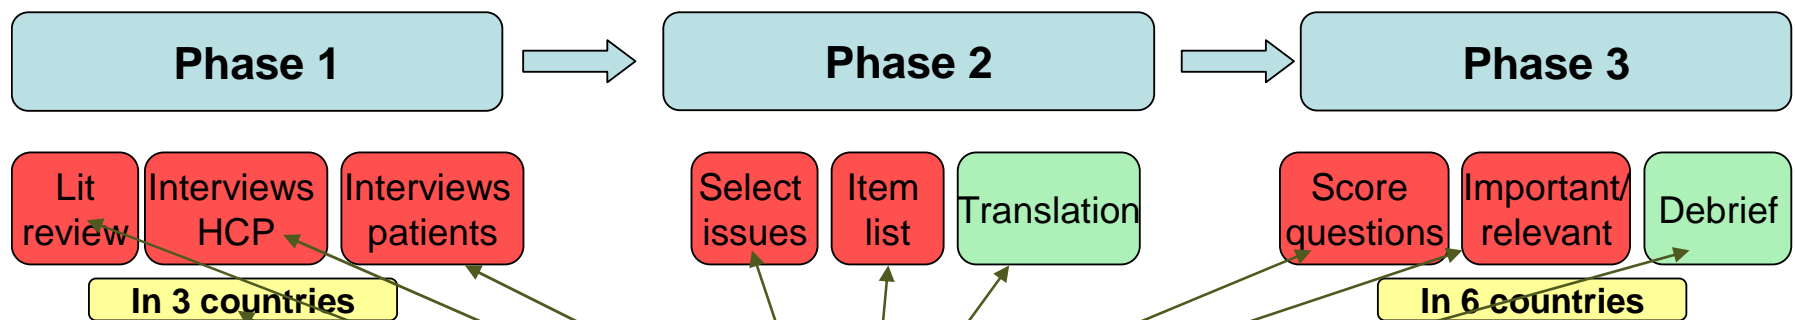 Phase 1
Phase 2
Phase 3
Lit
review
Interviews
HCP
Interviews
patients
Select
issues
Item
list
Translation
Score
questions
Important/
relevant
Debrief
In 3 countries
In 6 countries